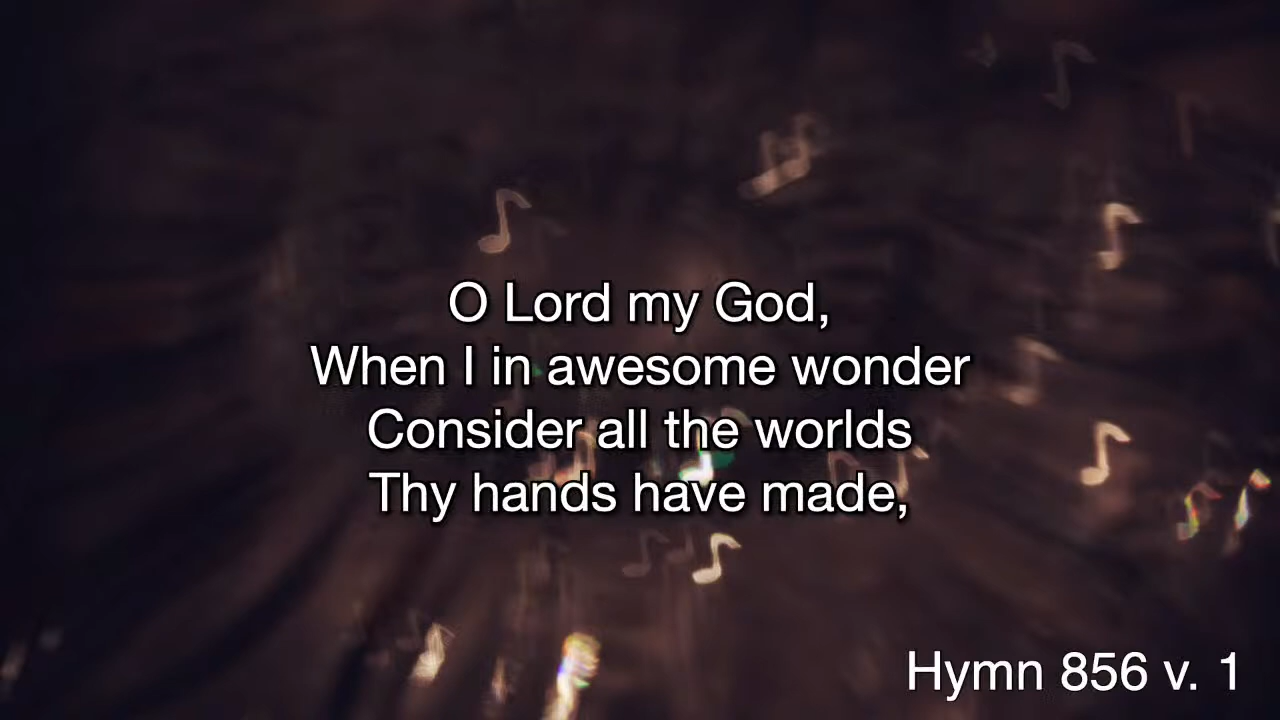 O Lord my God,
When I in awesome wonder
Consider all the worlds
Thy hands have made,
Hymn 856 v. 1